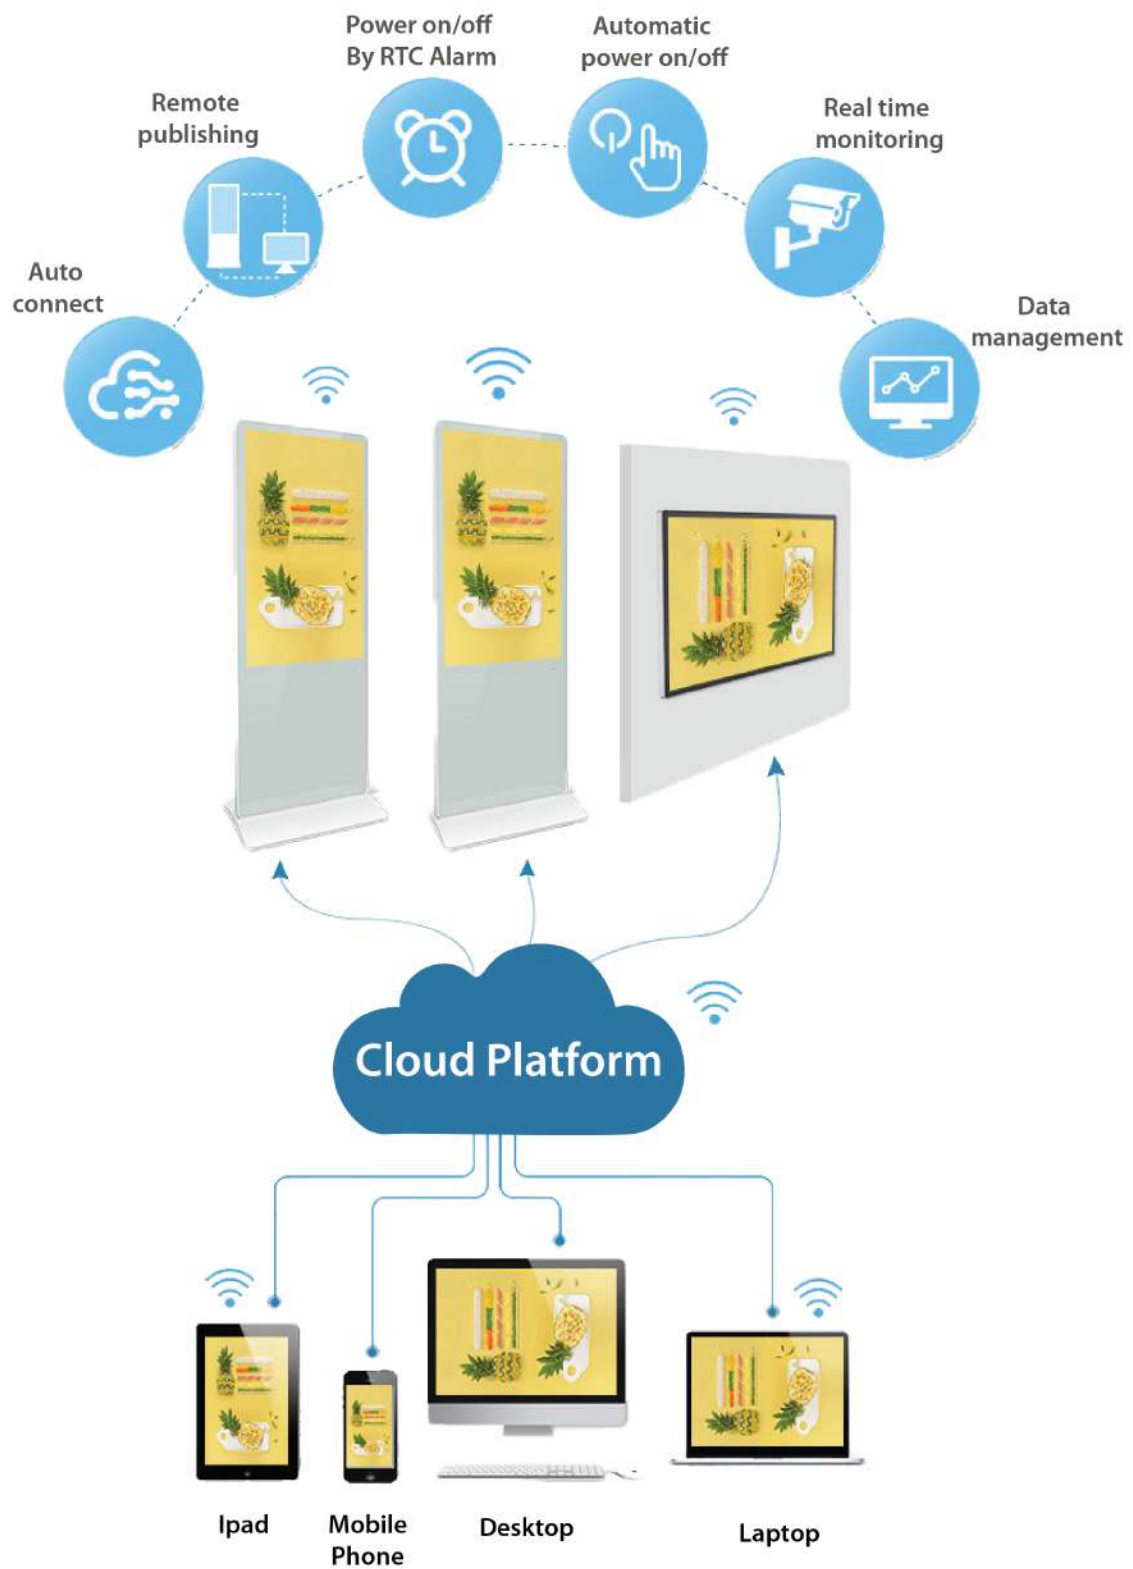 Power on/off
By RTC Alarm
Automatic
power on/off
Remote
publishing
Real time
monitoring
Auto
connect
Data
management
Cloud Platform
Ipad
Mobile
Phone
Desktop
Laptop